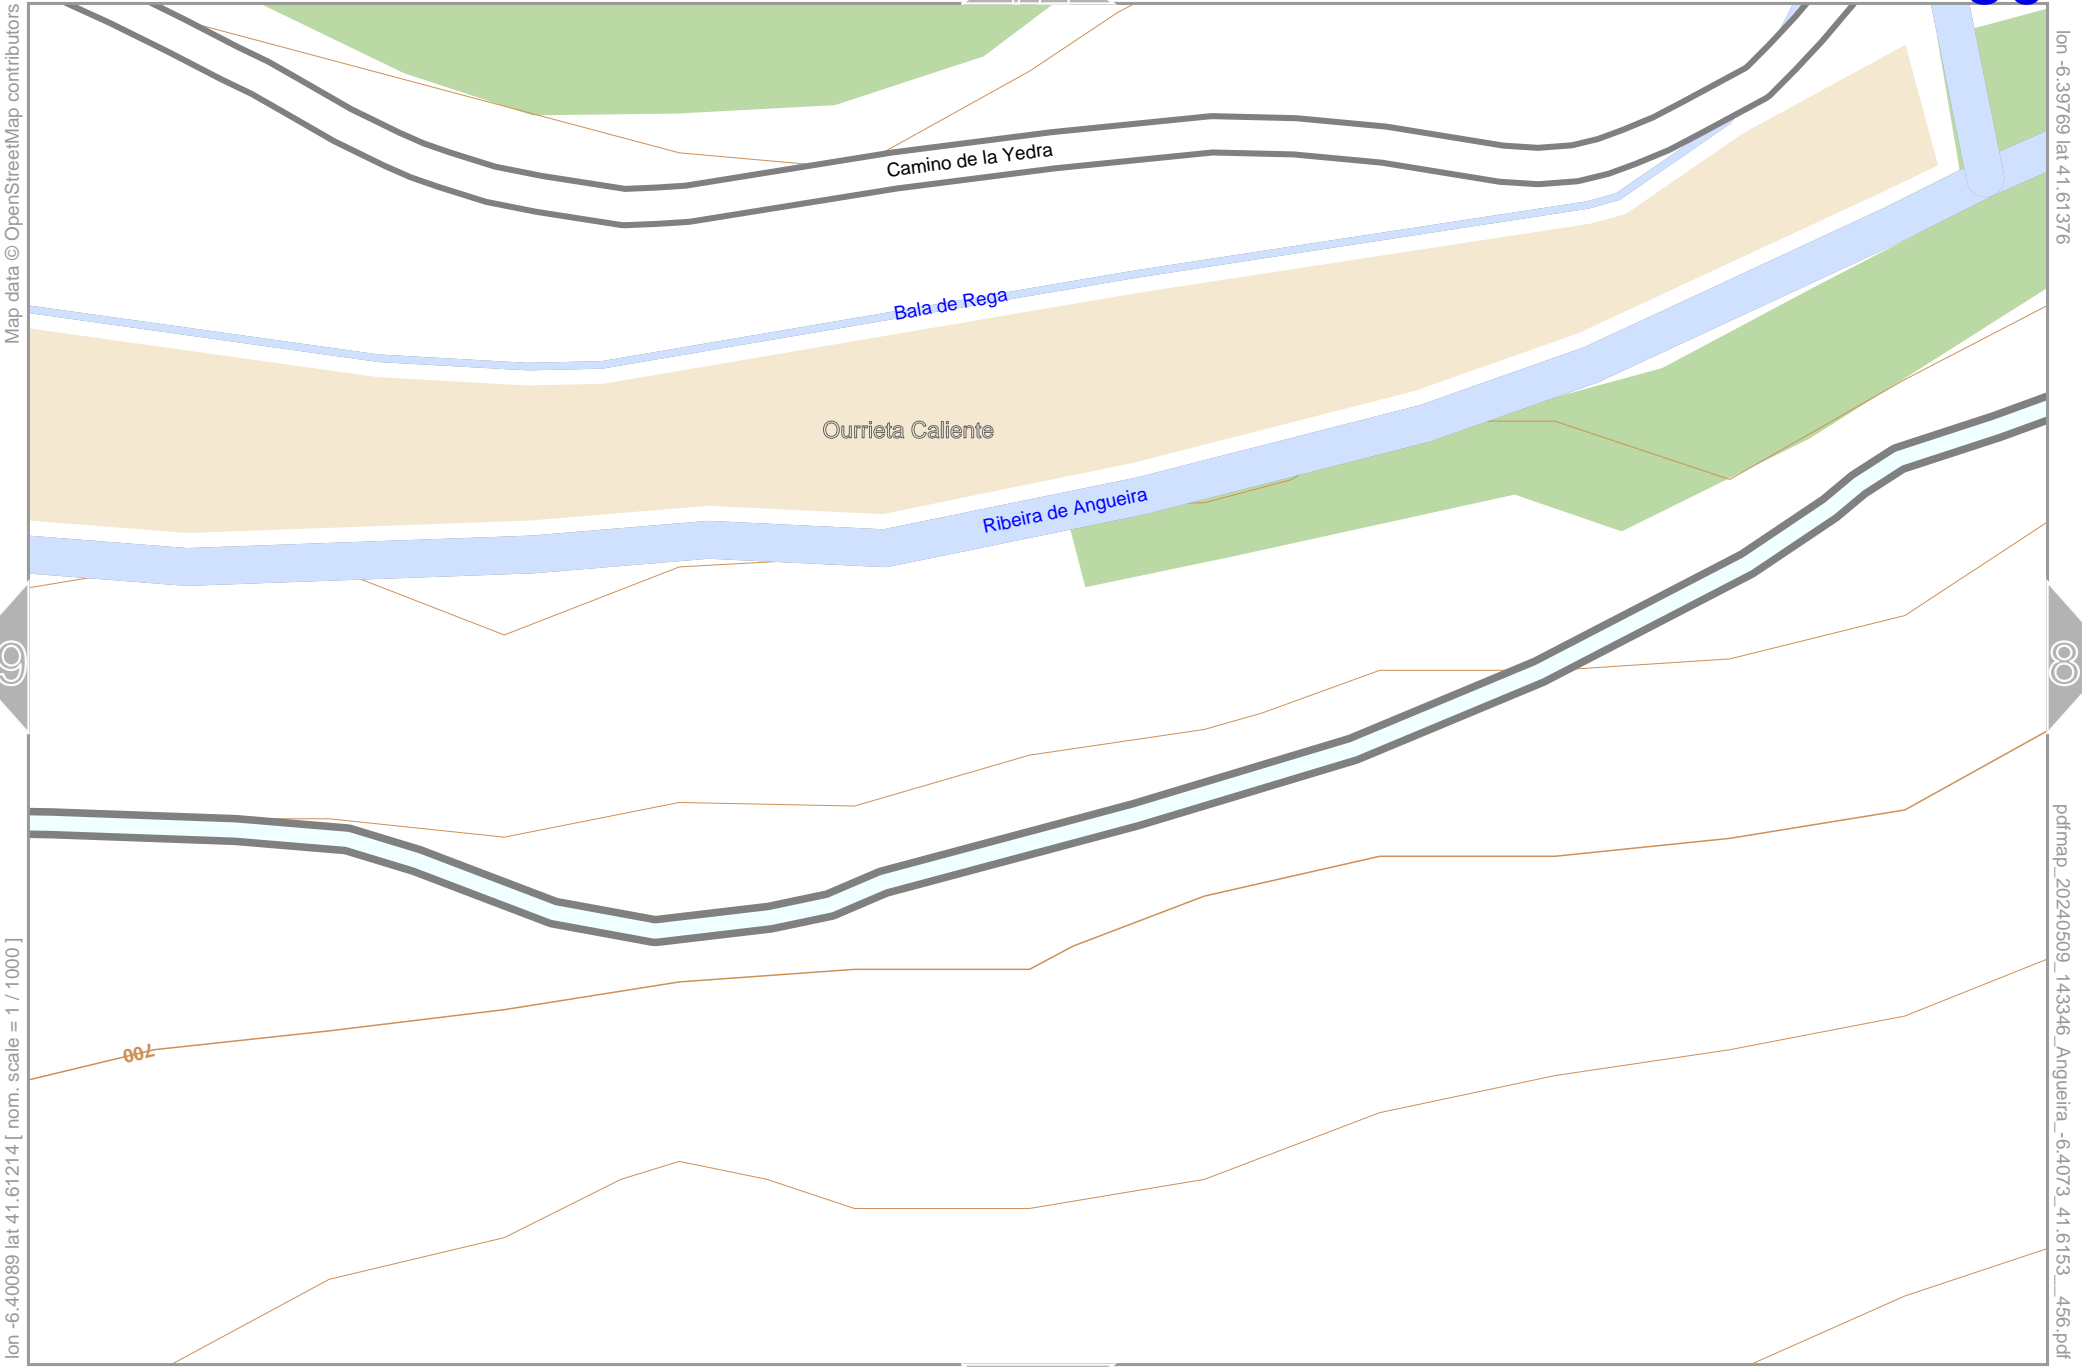 Map data © OpenStreetMap contributors
lon -6.39769 lat 41.61376
Camino de la Yedra
Bala de Rega
Ourrieta Caliente
Ribeira de Angueira
9
8
700
lon -6.40089 lat 41.61214 [ nom. scale = 1 / 1000 ]
pdfmap_20240509_143346_Angueira_-6.4073_41.6153__456.pdf